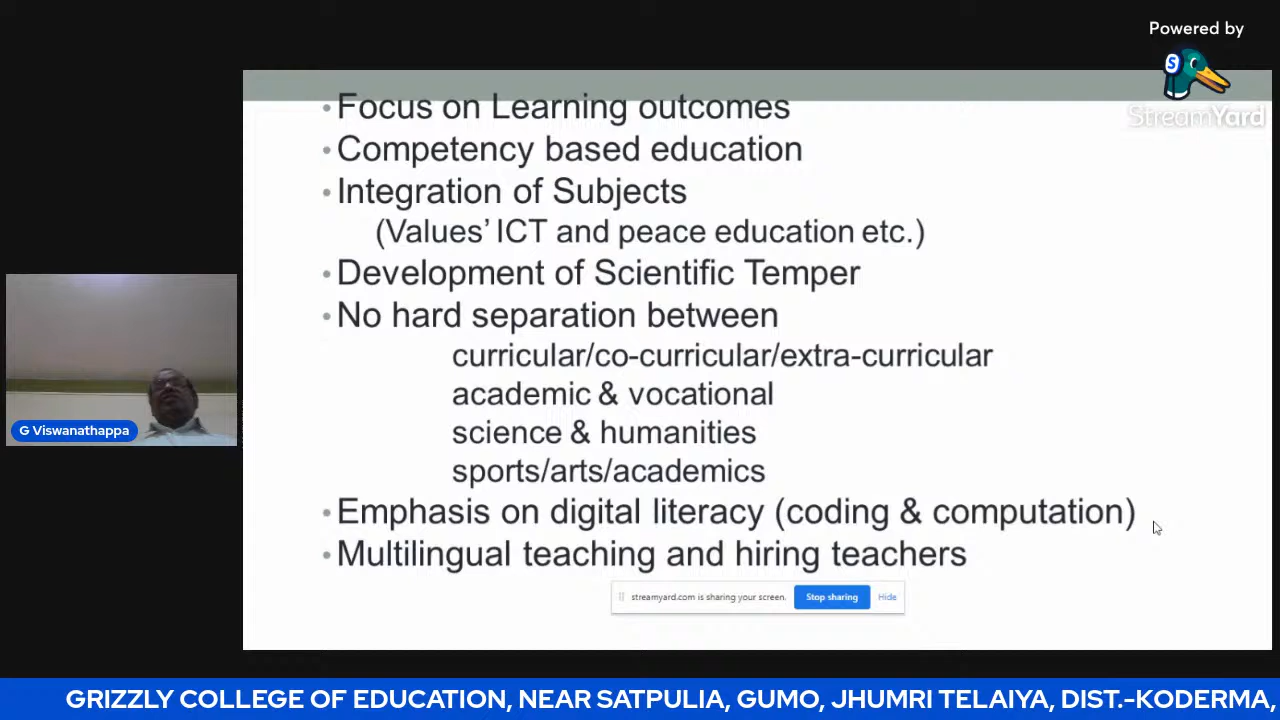 Powered by
StreamYard
• Focus on Learning outcomes
• Competency based education
• Integration of Subjects
(Values’ ICT and peace education etc.)
• Development of Scientific Temper
• No hard separation between
curricular/co-curricular/extra-curricular
academic & vocational
science & humanities
sports/arts/academics
• Emphasis on digital literacy (coding & computation)
• Multilingual teaching and hiring teachers
streamyard.com is sharing your screen.
Stop sharing
Hide
G Viswanathappa
GRIZZLY COLLEGE OF EDUCATION, NEAR SATPULIA, GUMO, JHUMRI TELAIYA, DIST.-KODERMA,